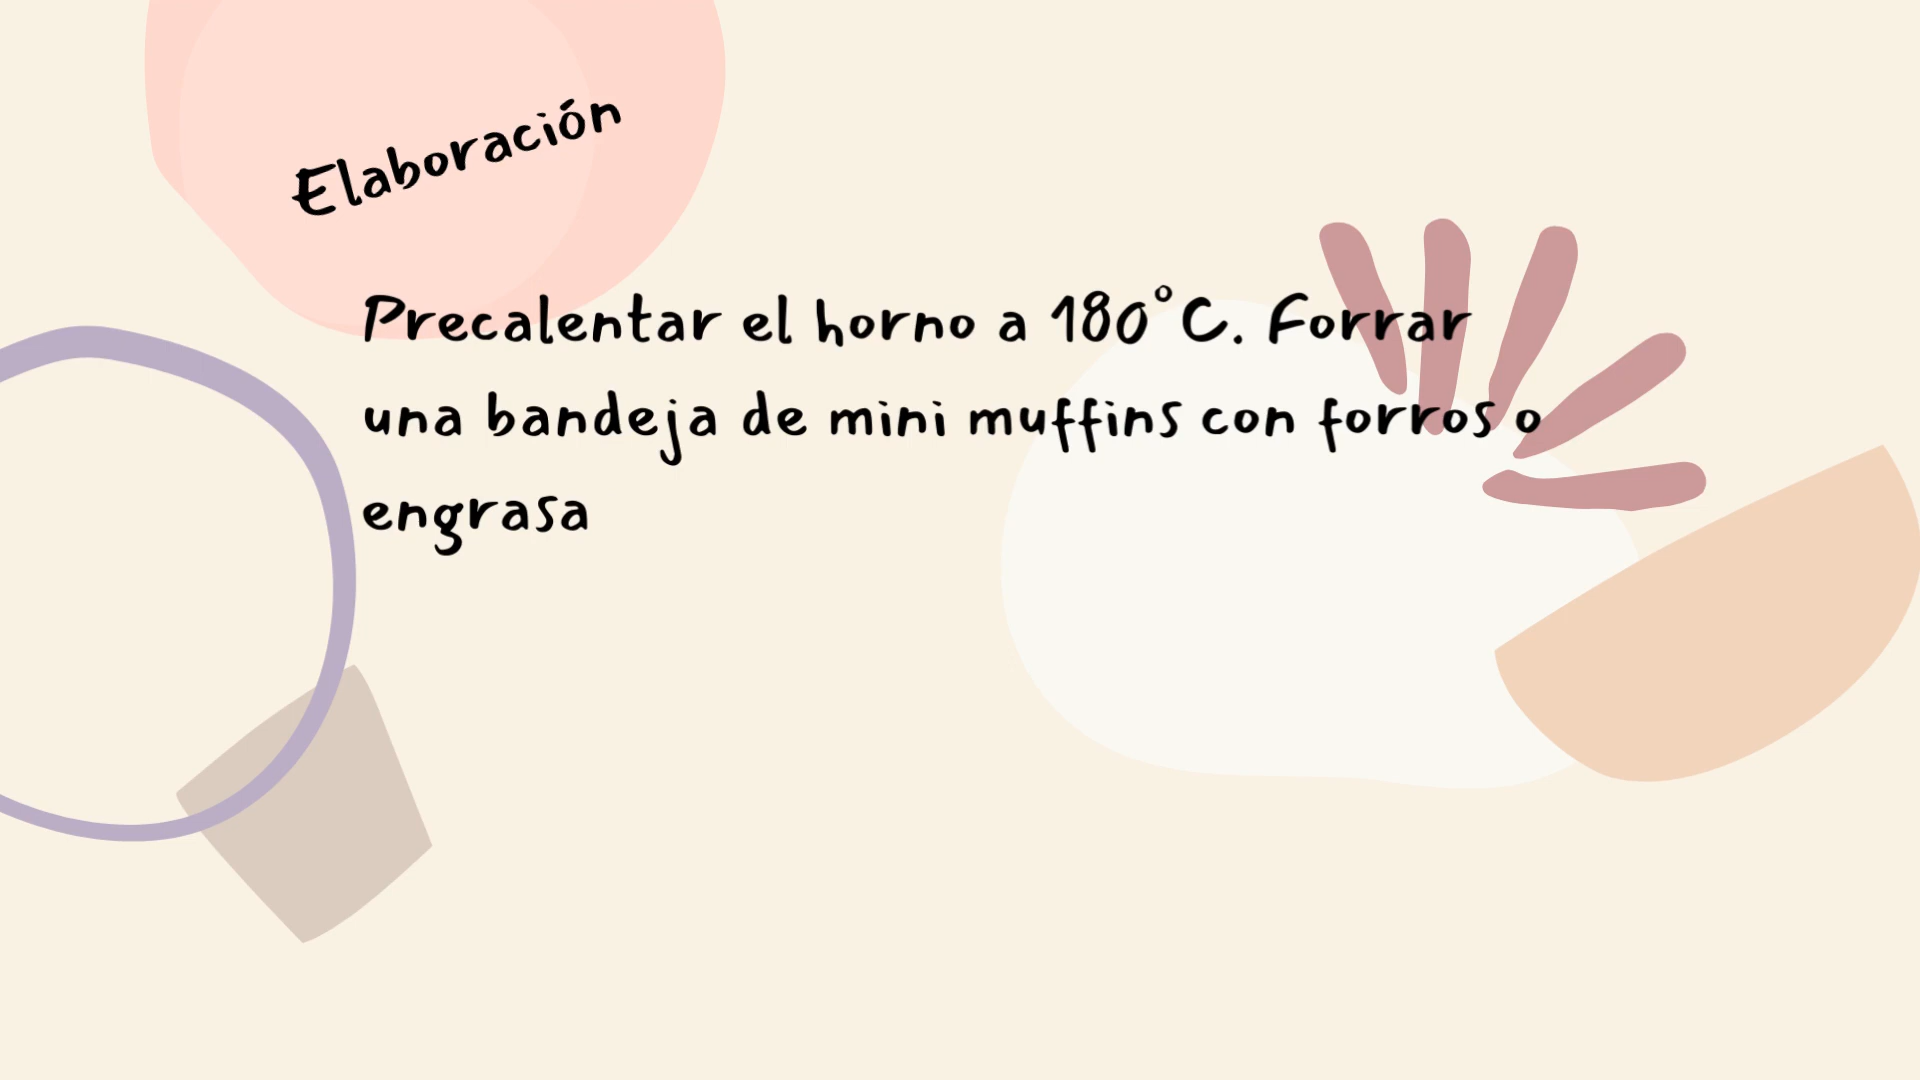 Elaboración
Precalentar el horno a 180°C. Forrar
una bandeja de mini muffins con forros o
engrasa